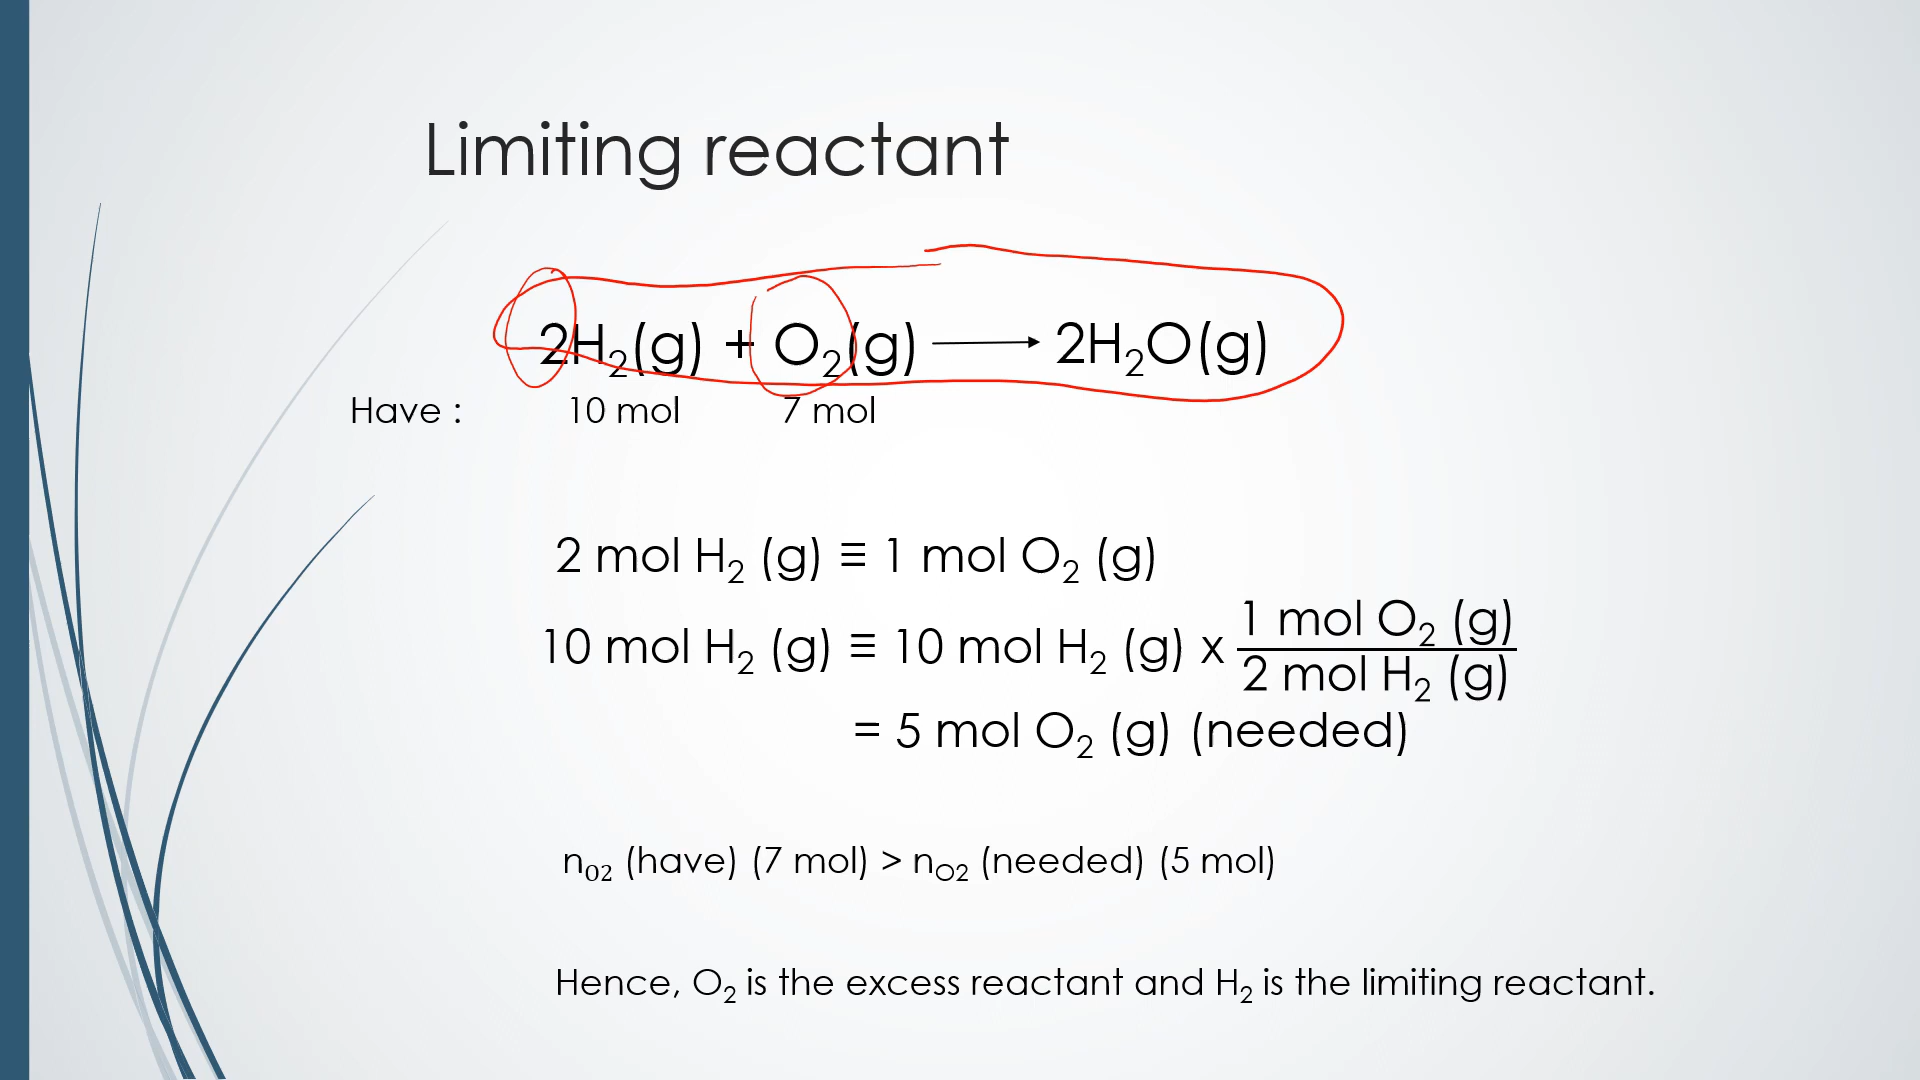 Limiting reactant
2H₂(g) + O₂(g) ⟶ 2H₂O(g)
Have : 10 mol 7 mol
2 mol H₂ (g) ≡ 1 mol O₂ (g)
10 mol H₂ (g) ≡ 10 mol H₂ (g) x 1 mol O₂ (g)
2 mol H₂ (g)
= 5 mol O₂ (g) (needed)
n₀₂ (have) (7 mol) > nO2 (needed) (5 mol)
Hence, O₂ is the excess reactant and H₂ is the limiting reactant.